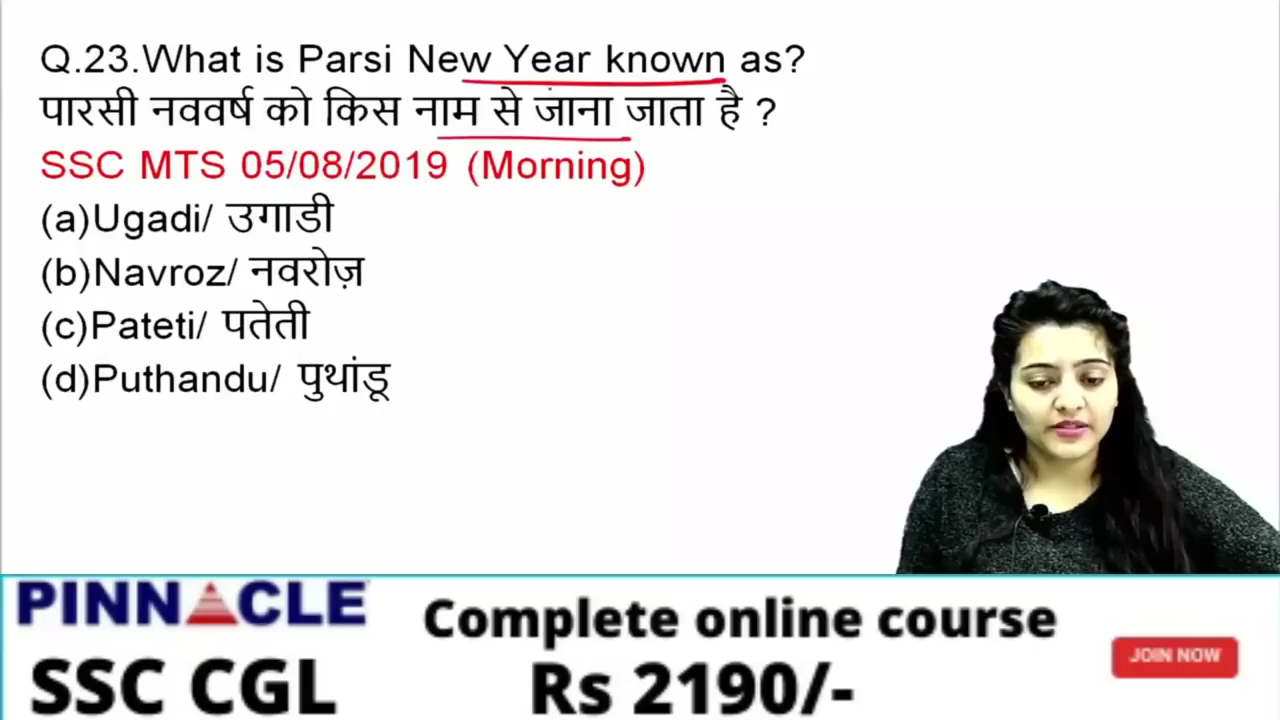 Q.23.What is Parsi New Year known as?
पारसी नववर्ष को किस नाम से जाना जाता है ?
SSC MTS 05/08/2019 (Morning)
(a)Ugadi/ उगाडी
(b)Navroz/ नवरोज़
(c)Pateti/ पतेती
(d)Puthandu/ पुथांडू
PINNACLE
SSC CGL
Complete online course
Rs 2190/-
JOIN NOW